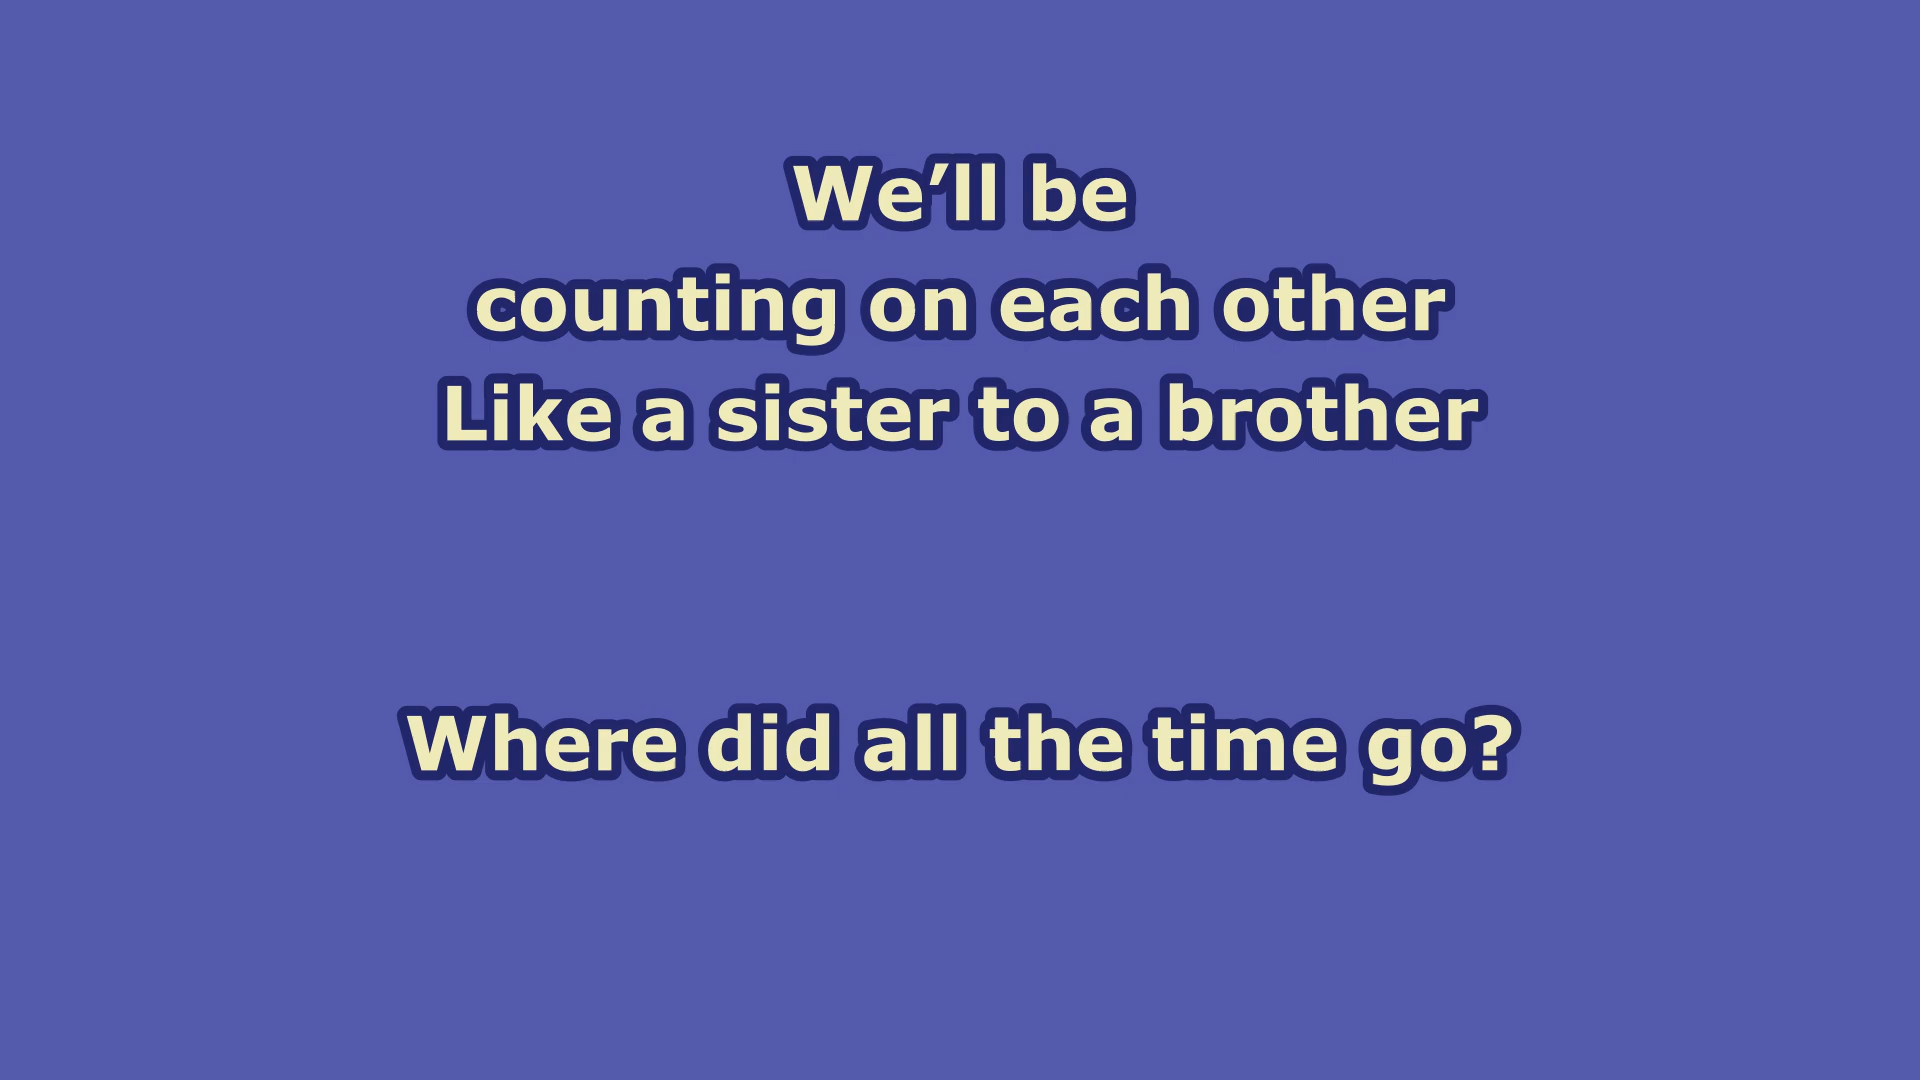 We’ll be
counting on each other
Like a sister to a brother
Where did all the time go?